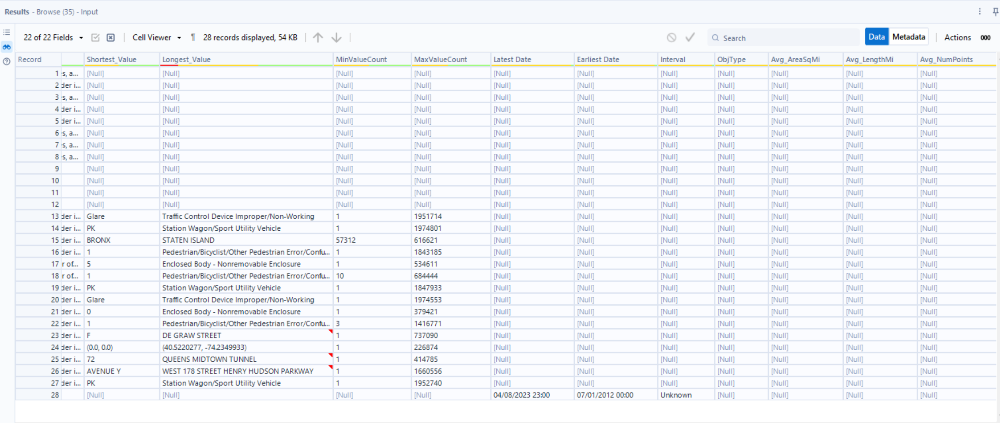 Results - Browse (35) - Input
22 of 22 Fields Cell Viewer ¶ 28 records displayed, 54 KB Search Data Metadata Actions 000
Record Shortest_Value Longest_Value MinValueCount MaxValueCount Latest Date Earliest Date Interval ObjType Avg_AreaSqMi Avg_LengthMi Avg_NumPoints
1 s, a... [Null] [Null] [Null] [Null] [Null] [Null] [Null] [Null] [Null] [Null] [Null]
2 der i... [Null] [Null] [Null] [Null] [Null] [Null] [Null] [Null] [Null] [Null] [Null]
3 s, a... [Null] [Null] [Null] [Null] [Null] [Null] [Null] [Null] [Null] [Null] [Null]
4 der i... [Null] [Null] [Null] [Null] [Null] [Null] [Null] [Null] [Null] [Null] [Null]
5 der i... [Null] [Null] [Null] [Null] [Null] [Null] [Null] [Null] [Null] [Null] [Null]
6 s, a... [Null] [Null] [Null] [Null] [Null] [Null] [Null] [Null] [Null] [Null] [Null]
7 s, a... [Null] [Null] [Null] [Null] [Null] [Null] [Null] [Null] [Null] [Null] [Null]
8 s, a... [Null] [Null] [Null] [Null] [Null] [Null] [Null] [Null] [Null] [Null] [Null]
9 [Null] [Null] [Null] [Null] [Null] [Null] [Null] [Null] [Null] [Null] [Null]
10 [Null] [Null] [Null] [Null] [Null] [Null] [Null] [Null] [Null] [Null] [Null]
11 [Null] [Null] [Null] [Null] [Null] [Null] [Null] [Null] [Null] [Null] [Null]
12 [Null] [Null] [Null] [Null] [Null] [Null] [Null] [Null] [Null] [Null] [Null]
13 der i... Glare Traffic Control Device Improper/Non-Working 1 1951714 [Null] [Null] [Null] [Null] [Null] [Null] [Null]
14 der i... PK Station Wagon/Sport Utility Vehicle 1 1974801 [Null] [Null] [Null] [Null] [Null] [Null] [Null]
15 der i... BRONX STATEN ISLAND 57312 616621 [Null] [Null] [Null] [Null] [Null] [Null] [Null]
16 der i... 1 Pedestrian/Bicyclist/Other Pedestrian Error/Confu... 1 1843185 [Null] [Null] [Null] [Null] [Null] [Null] [Null]
17 r of... 5 Enclosed Body - Nonremovable Enclosure 1 534611 [Null] [Null] [Null] [Null] [Null] [Null] [Null]
18 r of... 1 Pedestrian/Bicyclist/Other Pedestrian Error/Confu... 10 684444 [Null] [Null] [Null] [Null] [Null] [Null] [Null]
19 der i... PK Station Wagon/Sport Utility Vehicle 1 1847933 [Null] [Null] [Null] [Null] [Null] [Null] [Null]
20 der i... Glare Traffic Control Device Improper/Non-Working 1 1974553 [Null] [Null] [Null] [Null] [Null] [Null] [Null]
21 der i... 0 Enclosed Body - Nonremovable Enclosure 1 379421 [Null] [Null] [Null] [Null] [Null] [Null] [Null]
22 der i... 1 Pedestrian/Bicyclist/Other Pedestrian Error/Confu... 3 1416771 [Null] [Null] [Null] [Null] [Null] [Null] [Null]
23 der i... F DE GRAW STREET 1 737090 [Null] [Null] [Null] [Null] [Null] [Null] [Null]
24 der i... (0.0, 0.0) (40.5220277, -74.2349933) 1 226874 [Null] [Null] [Null] [Null] [Null] [Null] [Null]
25 der i... 72 QUEENS MIDTOWN TUNNEL 1 414785 [Null] [Null] [Null] [Null] [Null] [Null] [Null]
26 der i... AVENUE Y WEST 178 STREET HENRY HUDSON PARKWAY 1 1660556 [Null] [Null] [Null] [Null] [Null] [Null] [Null]
27 der i... PK Station Wagon/Sport Utility Vehicle 1 1952740 [Null] [Null] [Null] [Null] [Null] [Null] [Null]
28 [Null] [Null] [Null] [Null] 04/08/2023 23:00 07/01/2012 00:00 Unknown [Null] [Null] [Null] [Null]